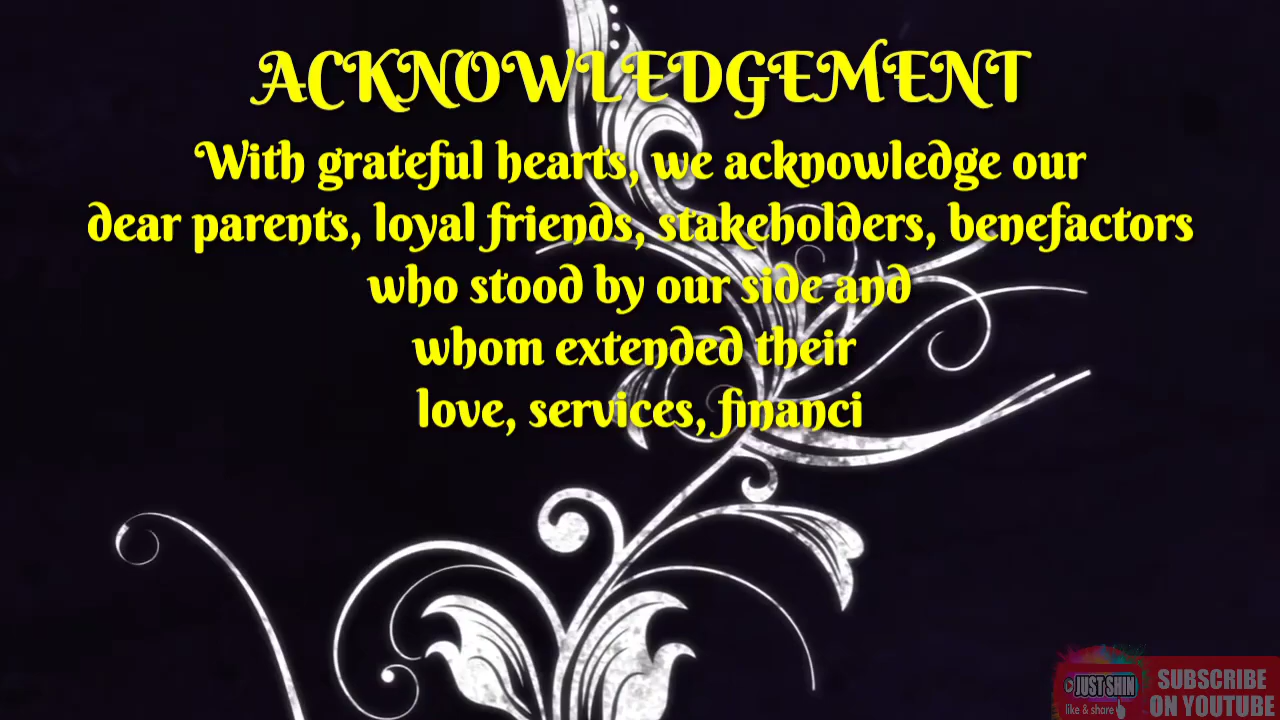 ACKNOWLEDGEMENT
With grateful hearts, we acknowledge our
dear parents, loyal friends, stakeholders, benefactors
who stood by our side and
whom extended their
love, services, financi
JUST SHIN
like & share
SUBSCRIBE
ON YOUTUBE